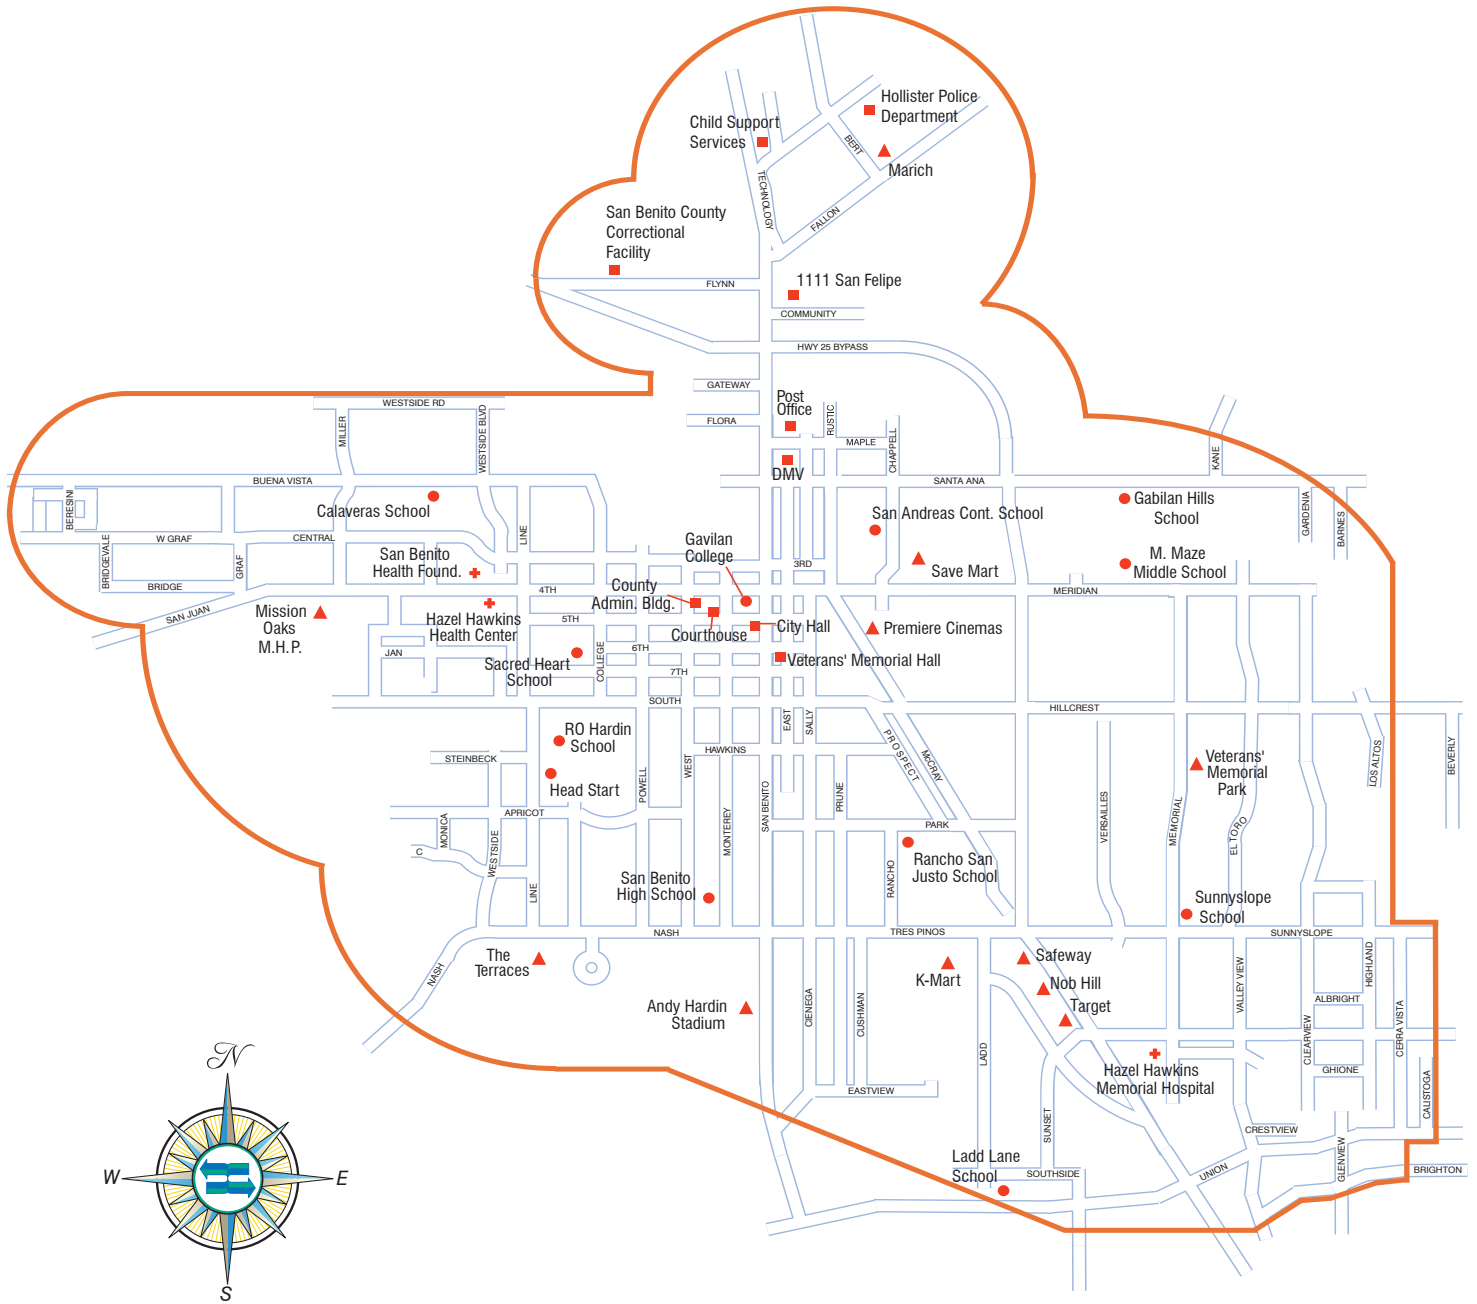 Hollister Police
Department
Child Support
Services
BERT
Marich
TECHNOLOGY
FALLON
San Benito County
Correctional
Facility
FLYNN
1111 San Felipe
COMMUNITY
HWY 25 BYPASS
GATEWAY
FLORA
Post
Office
RUSTIC
MAPLE
CHAPPELL
DMV
WESTSIDE RD
MILLER
WESTSIDE BLVD
KANE
BUENA VISTA
SANTA ANA
BERESINI
Calaveras School
LINE
Gabilan Hills
School
GARDENIA
BARNES
San Andreas Cont. School
W GRAF
CENTRAL
BRIDGEVALE
GRAF
BRIDGE
San Benito
Health Found.
Gavilan
College
3RD
Save Mart
M. Maze
Middle School
SAN JUAN
4TH
MERIDIAN
County
Admin. Bldg.
Mission
Oaks
M.H.P.
Hazel Hawkins
Health Center
5TH
Courthouse
City Hall
Premiere Cinemas
JAN
6TH
COLLEGE
Sacred Heart
School
7TH
Veterans' Memorial Hall
SOUTH
HILLCREST
EAST
SALLY
RO Hardin
School
STEINBECK
HAWKINS
WEST
PROSPECT
McCRAY
LOS ALTOS
BEVERLY
Veterans'
Memorial
Park
Head Start
POWELL
SAN BENITO
PRUNE
APRICOT
MONICA
C
WESTSIDE
MONTEREY
PARK
VERSAILLES
MEMORIAL
EL TORO
Rancho San
Justo School
RANCHO
LINE
San Benito
High School
Sunnyslope
School
NASH
TRES PINOS
SUNNYSLOPE
The
Terraces
NASH
K-Mart
Safeway
Nob Hill
Target
VALLEY VIEW
HIGHLAND
ALBRIGHT
Andy Hardin
Stadium
CIENEGA
CUSHMAN
LADD
CLEARVIEW
CERRA VISTA
GHIONE
CALISTOGA
Hazel Hawkins
Memorial Hospital
EASTVIEW
SUNSET
CRESTVIEW
GLENVIEW
Ladd Lane
School
SOUTHSIDE
UNION
BRIGHTON
N
W
E
S